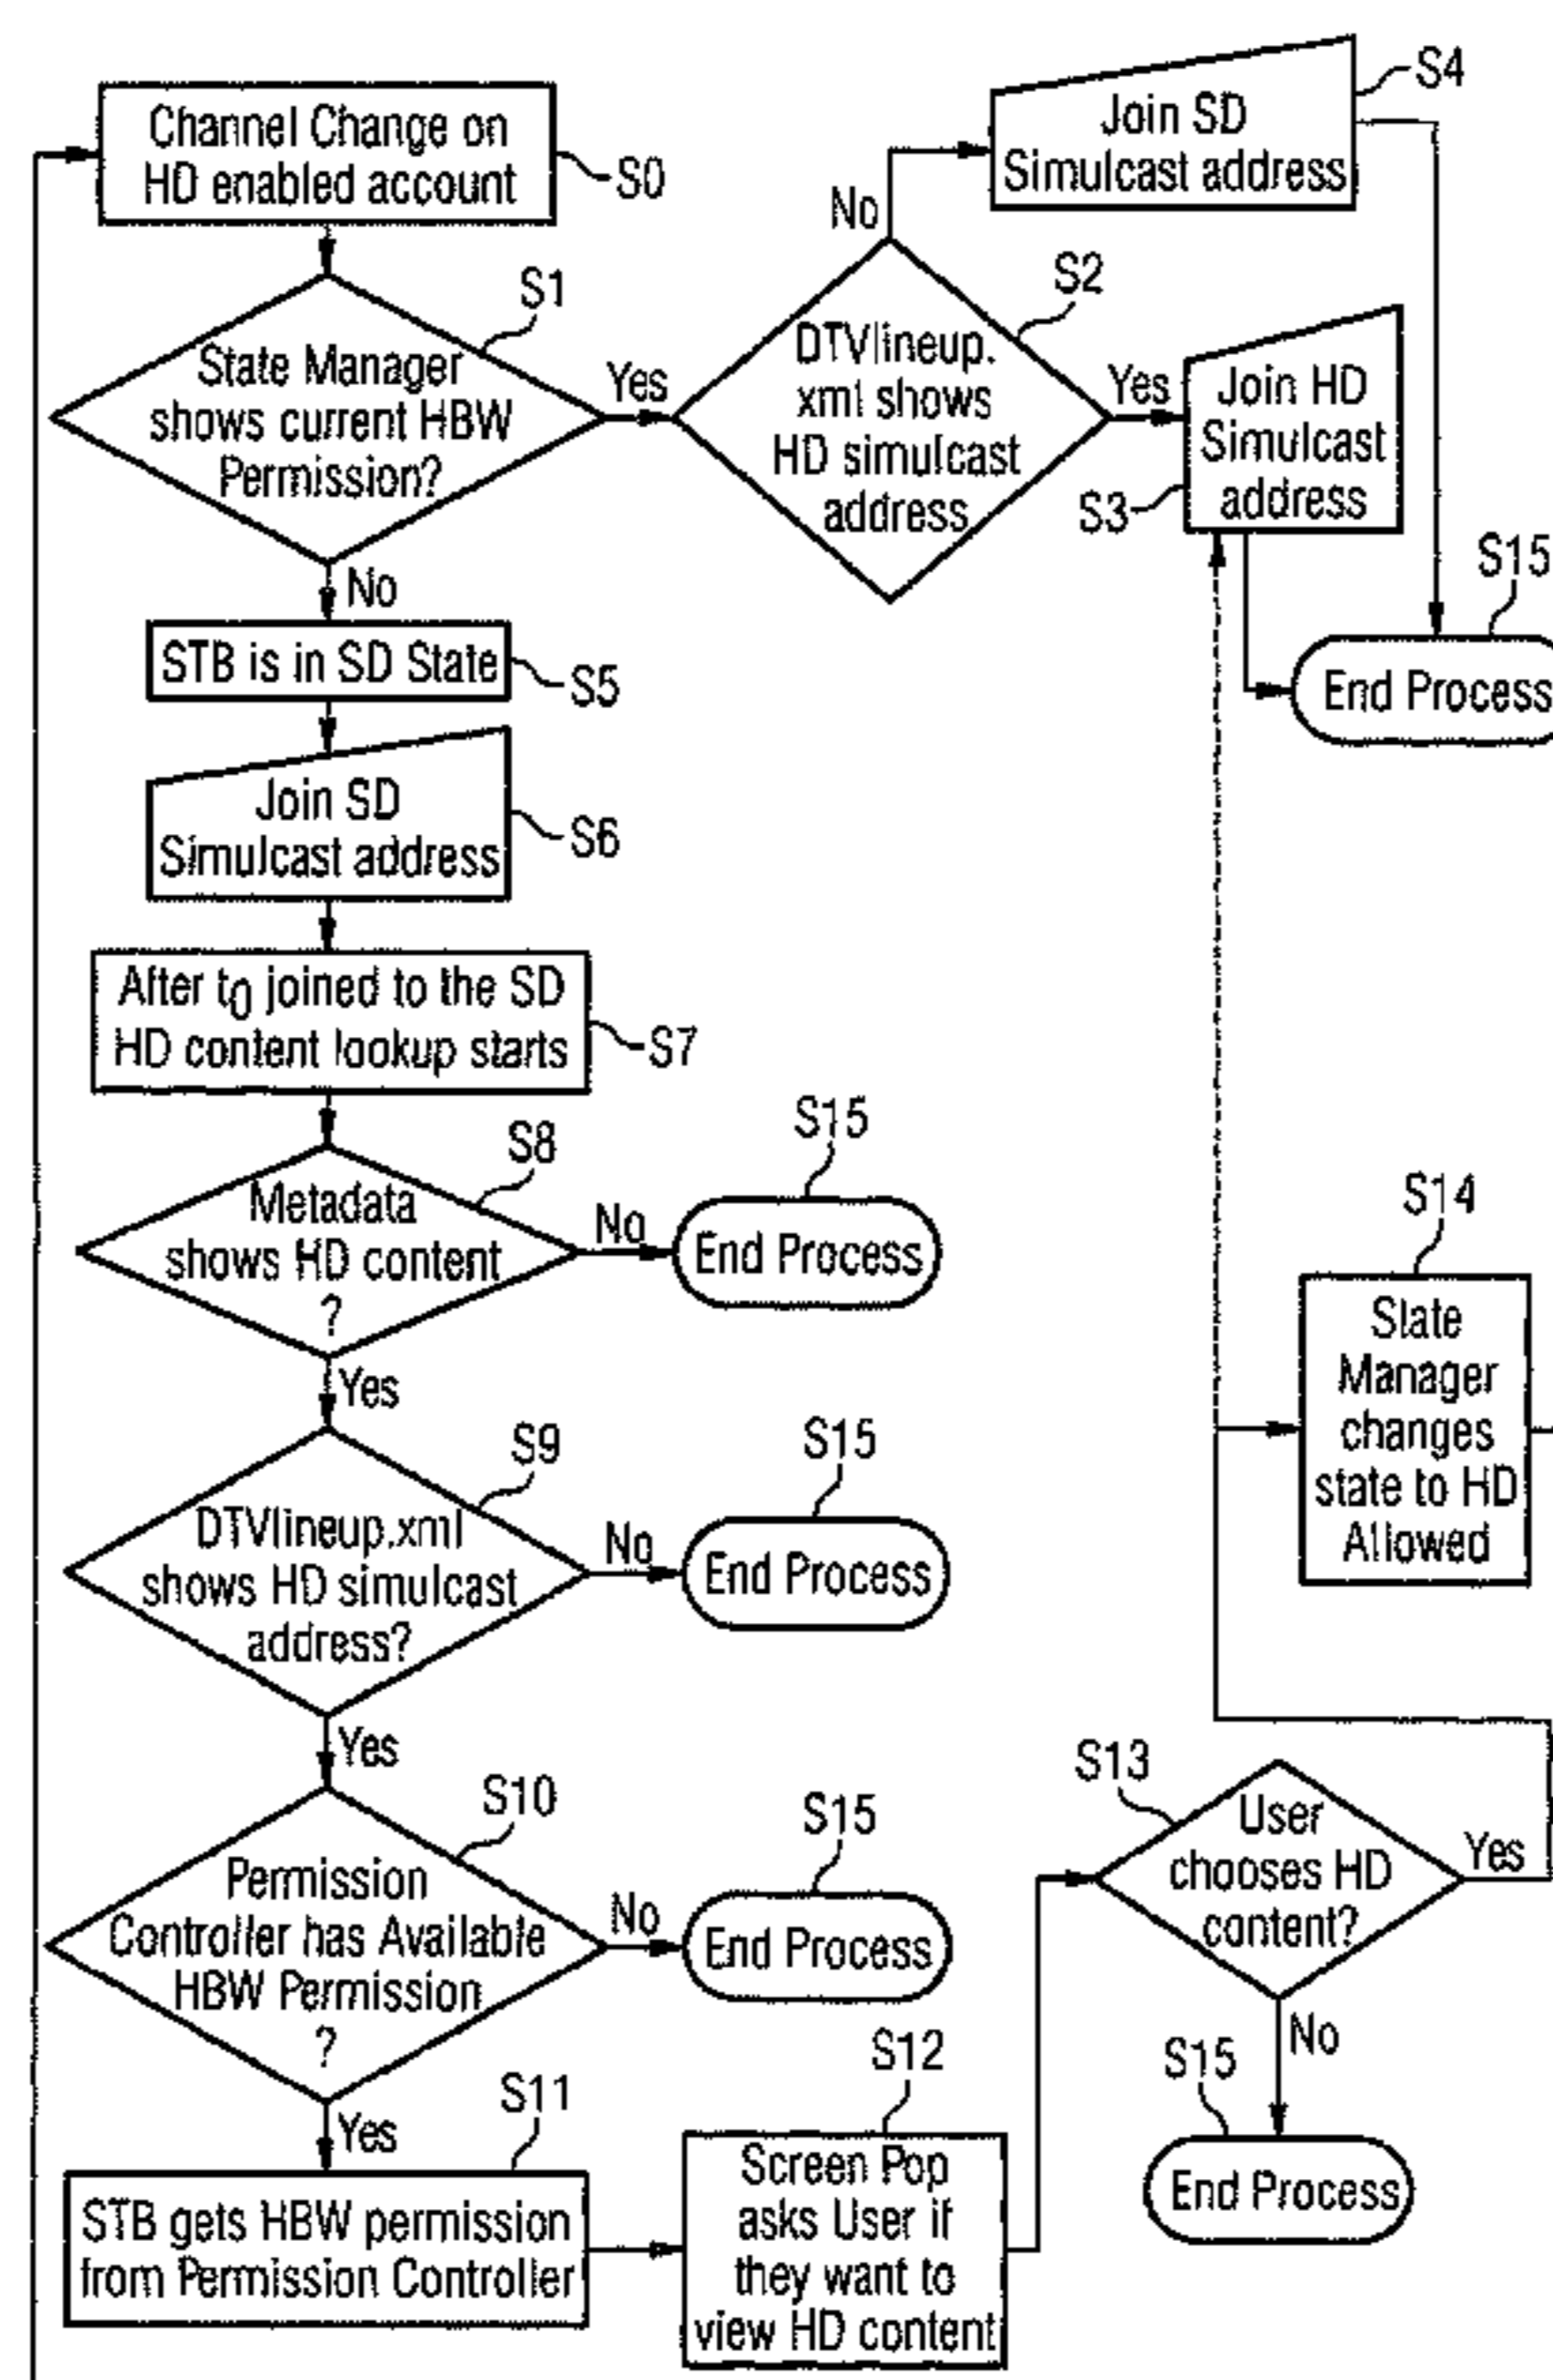 Channel Change on
HD enabled account
S0
State Manager
shows current HBW
Permission?
S1
Yes
No
DTVlineup.
xml shows
HD simulcast
address
S2
No
Yes
Join SD
Simulcast address
S4
Join HD
Simulcast
address
S3
S15
End Process
STB is in SD State
S5
Join SD
Simulcast address
S6
After t0 joined to the SD
HD content lookup starts
S7
Metadata
shows HD content
?
S8
No
S15
End Process
Yes
DTVlineup.xml
shows HD simulcast
address?
S9
No
S15
End Process
Yes
Permission
Controller has Available
HBW Permission
?
S10
No
S15
End Process
Yes
STB gets HBW permission
from Permission Controller
S11
Screen Pop
asks User if
they want to
view HD content
S12
User
chooses HD
content?
S13
Yes
No
S15
End Process
S14
State
Manager
changes
state to HD
Allowed